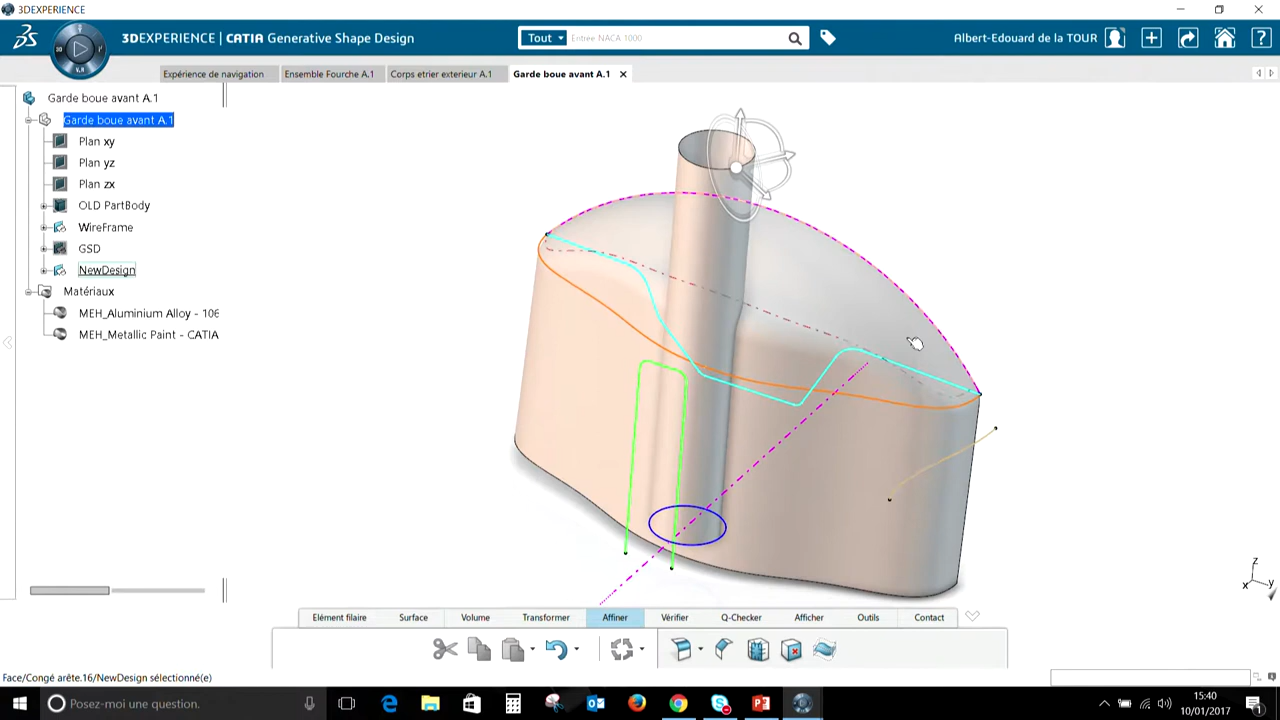 3DEXPERIENCE
3DEXPERIENCE | CATIA Generative Shape Design
Tout
Entree NACA 1000
Albert-Edouard de la TOUR
3D
V.R
Expérience de navigation
Ensemble Fourche A.1
Corps etrier exterieur A.1
Garde boue avant A.1
Garde boue avant A.1
Garde boue avant A.1
Plan xy
Plan yz
Plan zx
OLD PartBody
WireFrame
GSD
NewDesign
Matériaux
MEH_Aluminium Alloy - 106
MEH_Metallic Paint - CATIA
z
x
y
Elément filaire
Surface
Volume
Transformer
Affiner
Vérifier
Q-Checker
Afficher
Outils
Contact
Face/Congé arête.16/NewDesign sélectionné(e)
Posez-moi une question.
15:40
10/01/2017